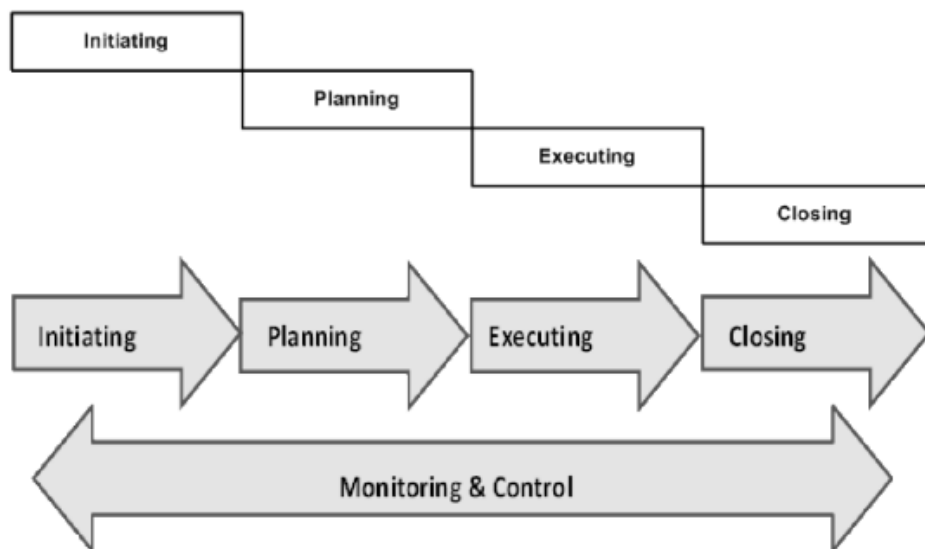 Initiating
Planning
Executing
Closing
Initiating
Planning
Executing
Closing
Monitoring & Control